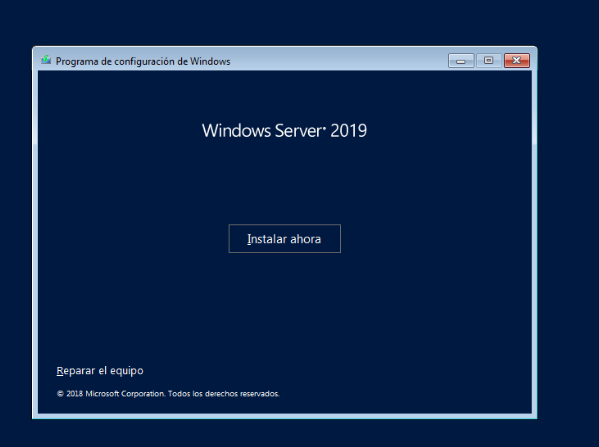 Programa de configuración de Windows
Windows Server® 2019
Instalar ahora
Reparar el equipo
© 2018 Microsoft Corporation. Todos los derechos reservados.